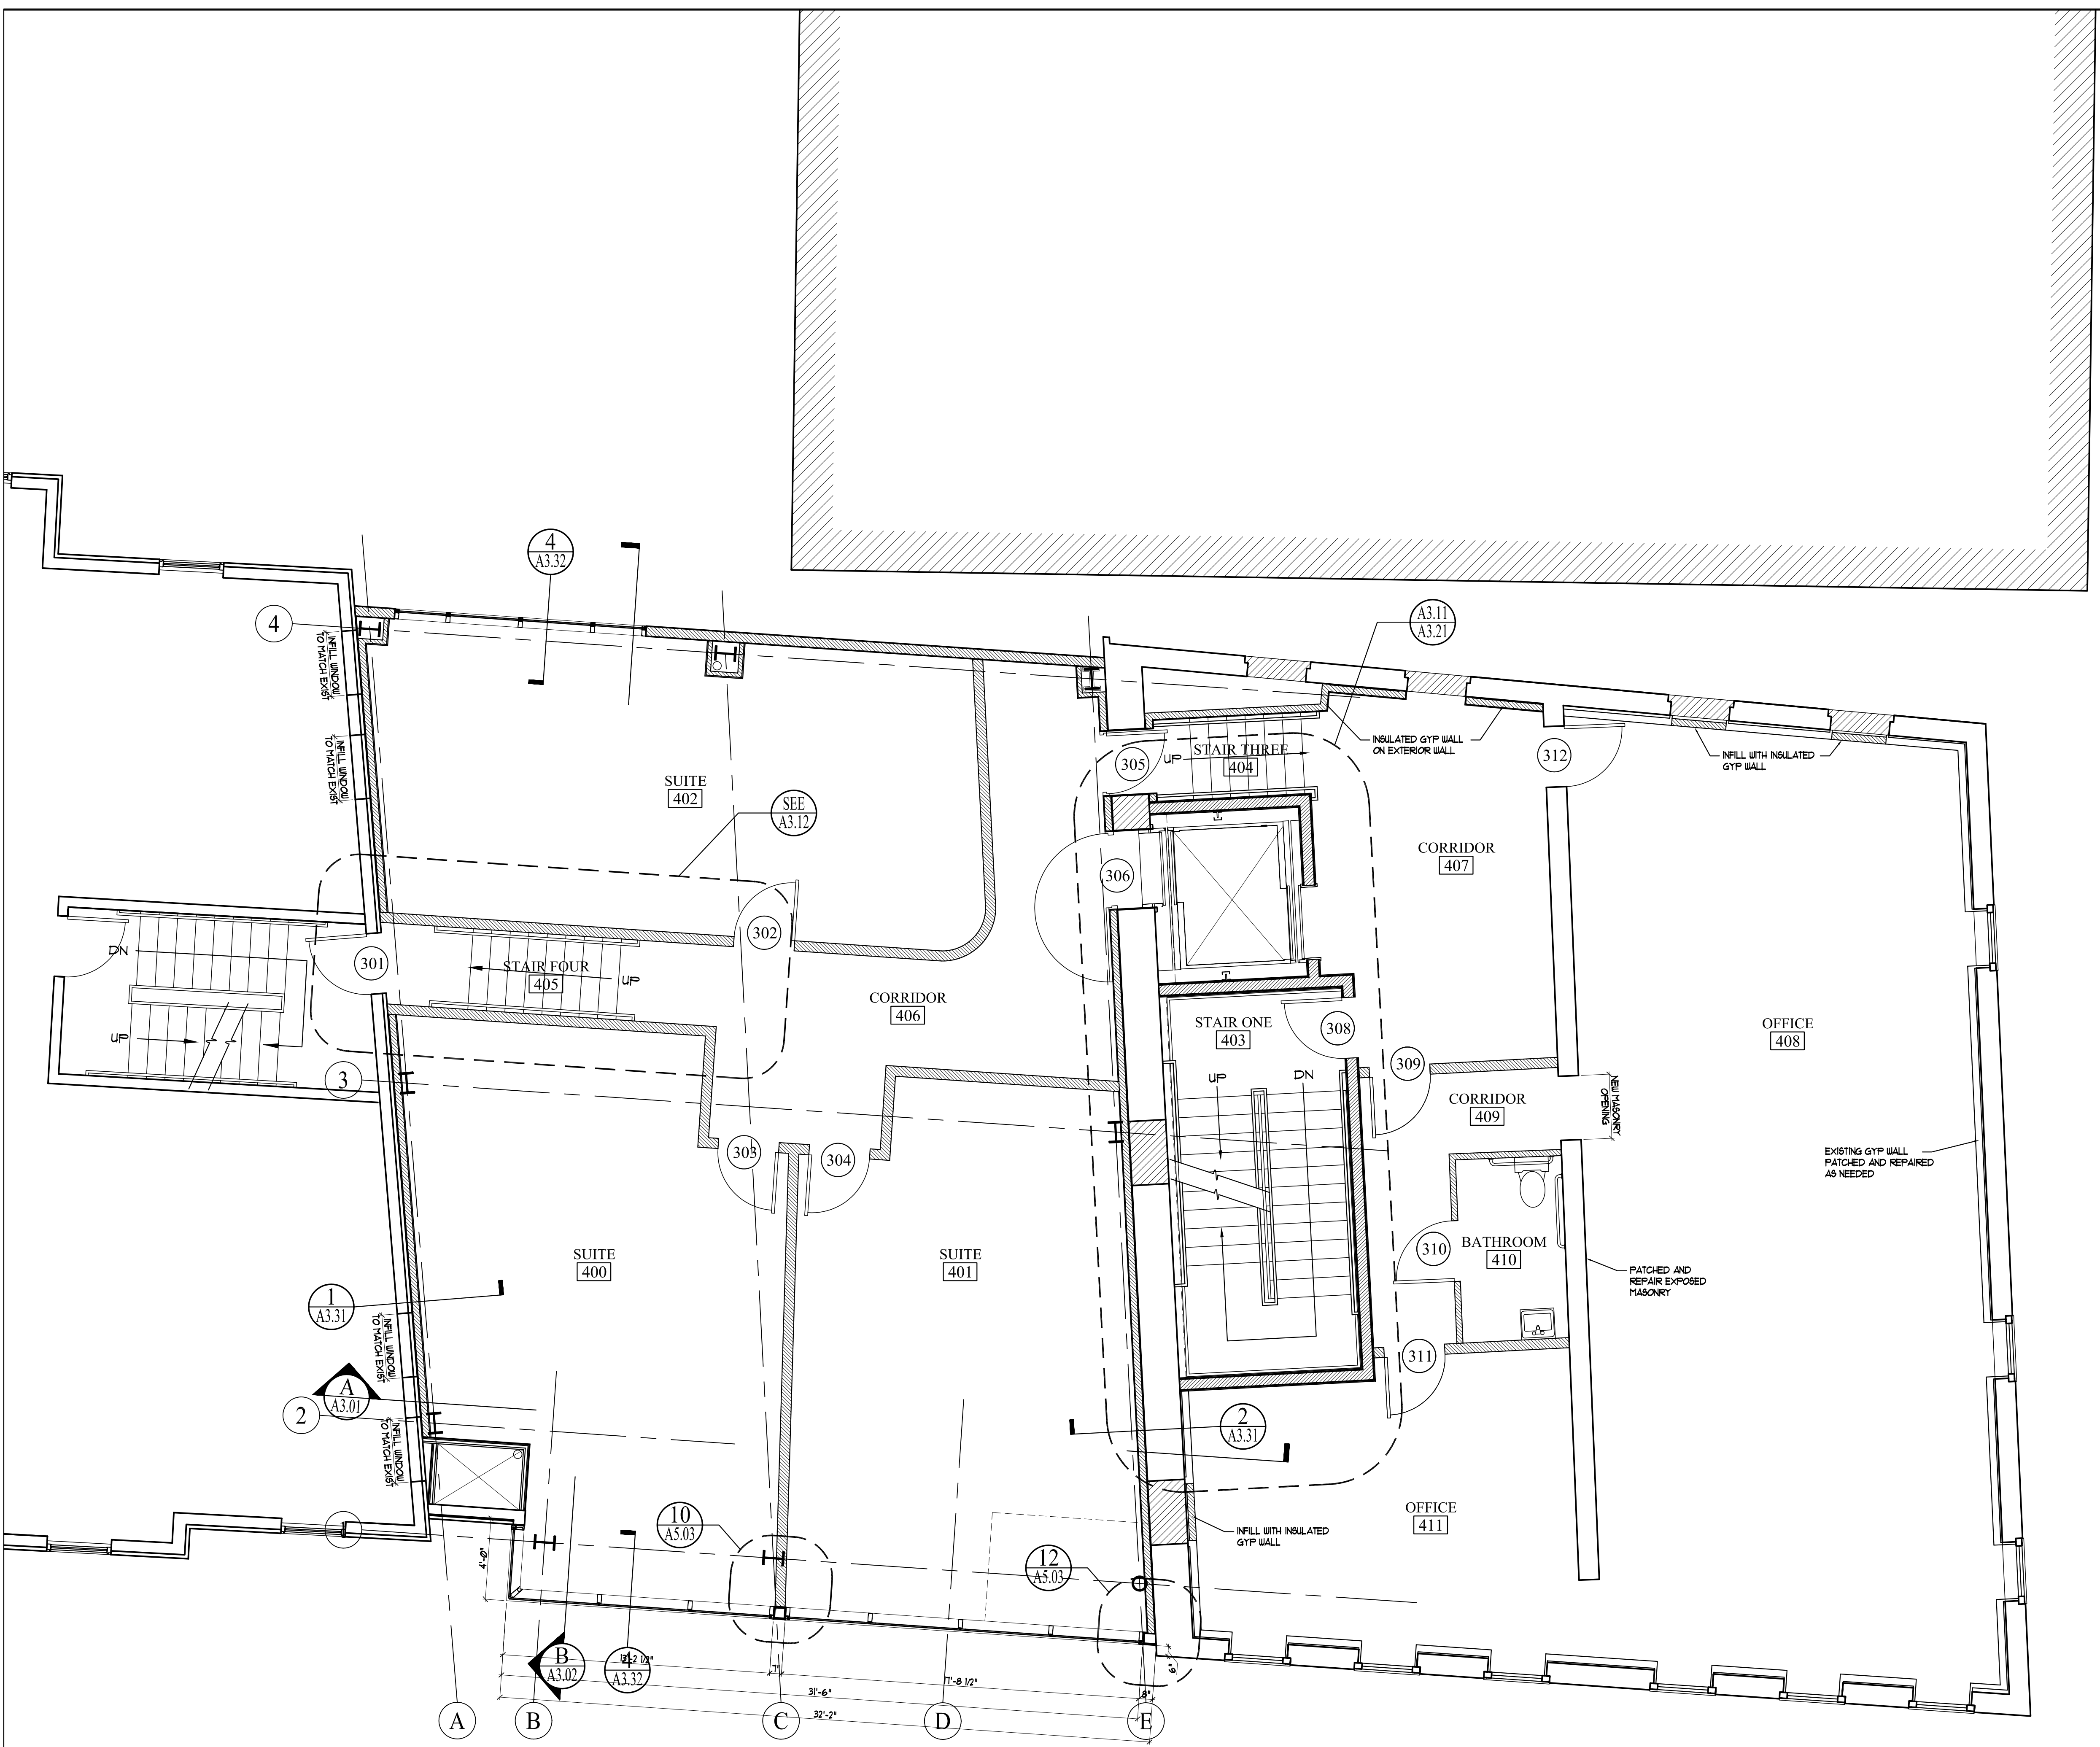 4
A3.32
4
INFILL WINDOW
TO MATCH EXIST
INFILL WINDOW
TO MATCH EXIST
A3.11
A3.21
INSULATED GYP WALL
ON EXTERIOR WALL
312
INFILL WITH INSULATED
GYP WALL
SUITE
402
SEE
A3.12
305
UP
STAIR THREE
404
306
CORRIDOR
407
302
301
DN
UP
STAIR FOUR
405
UP
CORRIDOR
406
STAIR ONE
403
308
OFFICE
408
3
UP
DN
309
CORRIDOR
409
NEW MASONRY
OPENING
303
304
EXISTING GYP WALL
PATCHED AND REPAIRED
AS NEEDED
SUITE
400
SUITE
401
310
BATHROOM
410
PATCHED AND
REPAIR EXPOSED
MASONRY
1
A3.31
INFILL WINDOW
TO MATCH EXIST
A
A3.01
2
INFILL WINDOW
TO MATCH EXIST
311
2
A3.31
10
A5.03
OFFICE
411
INFILL WITH INSULATED
GYP WALL
12
A5.03
4'-0"
B
A3.02
4
A3.32
7"
17'-8 1/2"
6"
31'-6"
8"
32'-2"
A
B
C
D
E